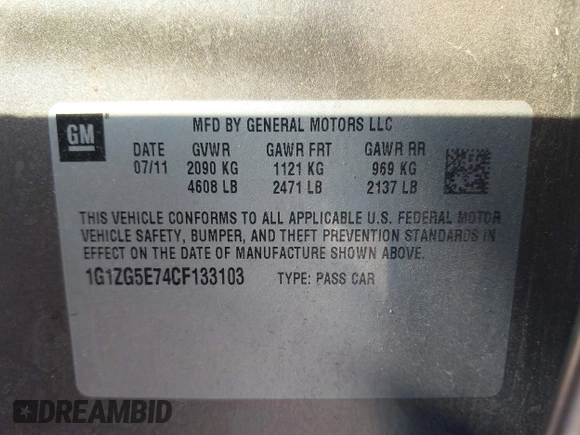 GM ®
MFD BY GENERAL MOTORS LLC
DATE GVWR GAWR FRT GAWR RR
07/11 2090 KG 1121 KG 969 KG
4608 LB 2471 LB 2137 LB
THIS VEHICLE CONFORMS TO ALL APPLICABLE U.S. FEDERAL MOTOR
VEHICLE SAFETY, BUMPER, AND THEFT PREVENTION STANDARDS IN
EFFECT ON THE DATE OF MANUFACTURE SHOWN ABOVE.
1G1ZG5E74CF133103 TYPE: PASS CAR
DREAMBID